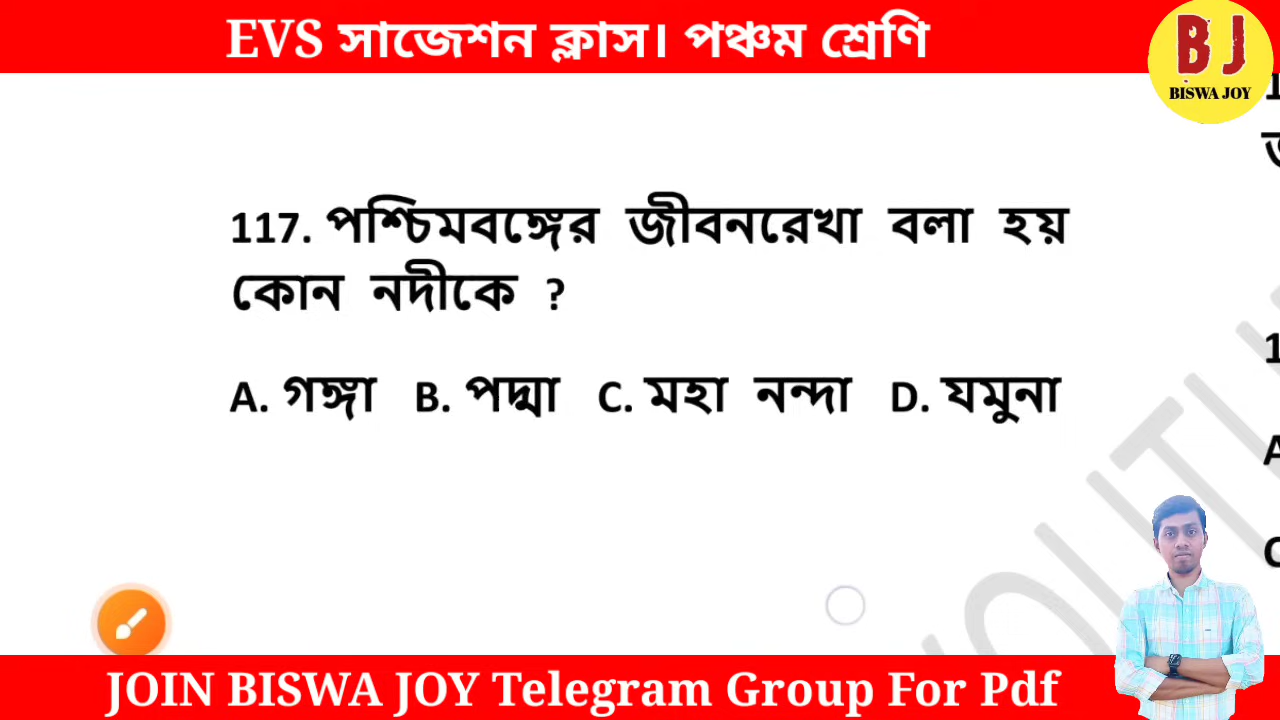 EVS সাজেশন ক্লাস। পঞ্চম শ্রেণি
BJ
BISWA JOY
117. পশ্চিমবঙ্গের জীবনরেখা বলা হয়
কোন নদীকে ?
A. গঙ্গা B. পদ্মা C. মহা নন্দা D. যমুনা
JOIN BISWA JOY Telegram Group For Pdf